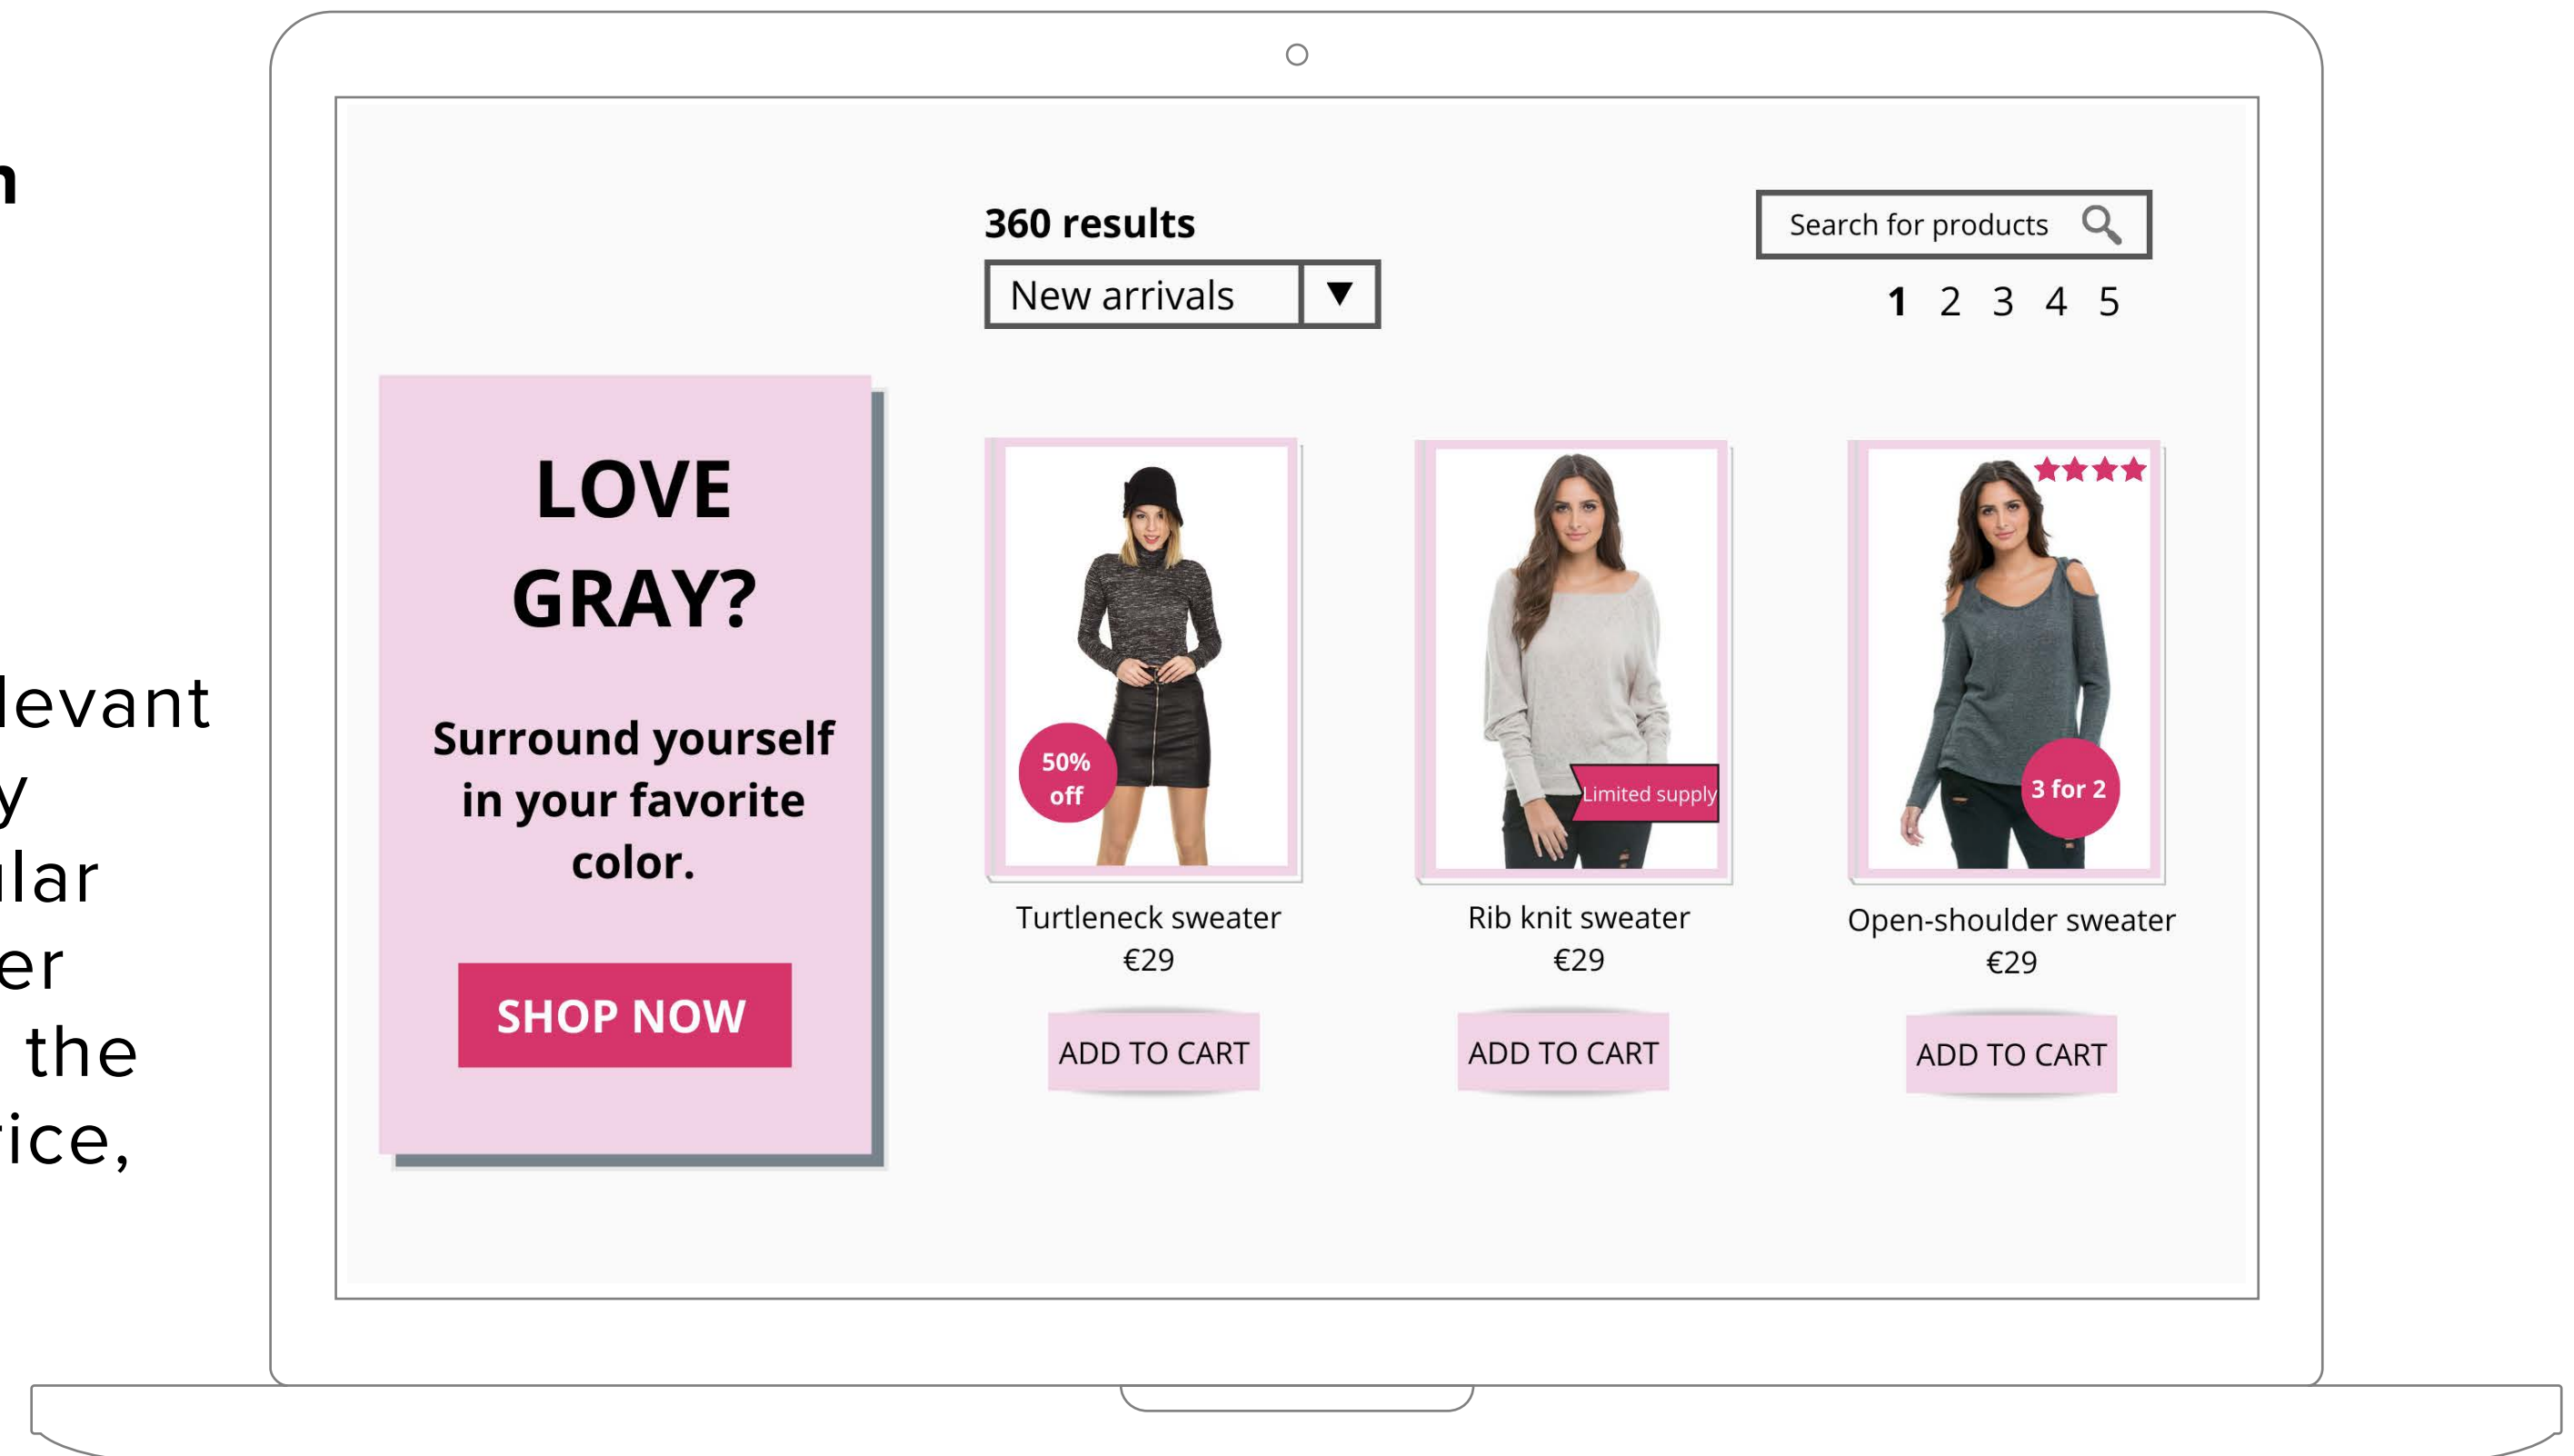 the
360 results
New arrivals
Search for products
1 2 3 4 5
LOVE
GRAY?
Surround yourself
in your favorite
color.
SHOP NOW
50%
off
Turtleneck sweater
€29
ADD TO CART
Limited supply
Rib knit sweater
€29
ADD TO CART
3 for 2
Open-shoulder sweater
€29
ADD TO CART